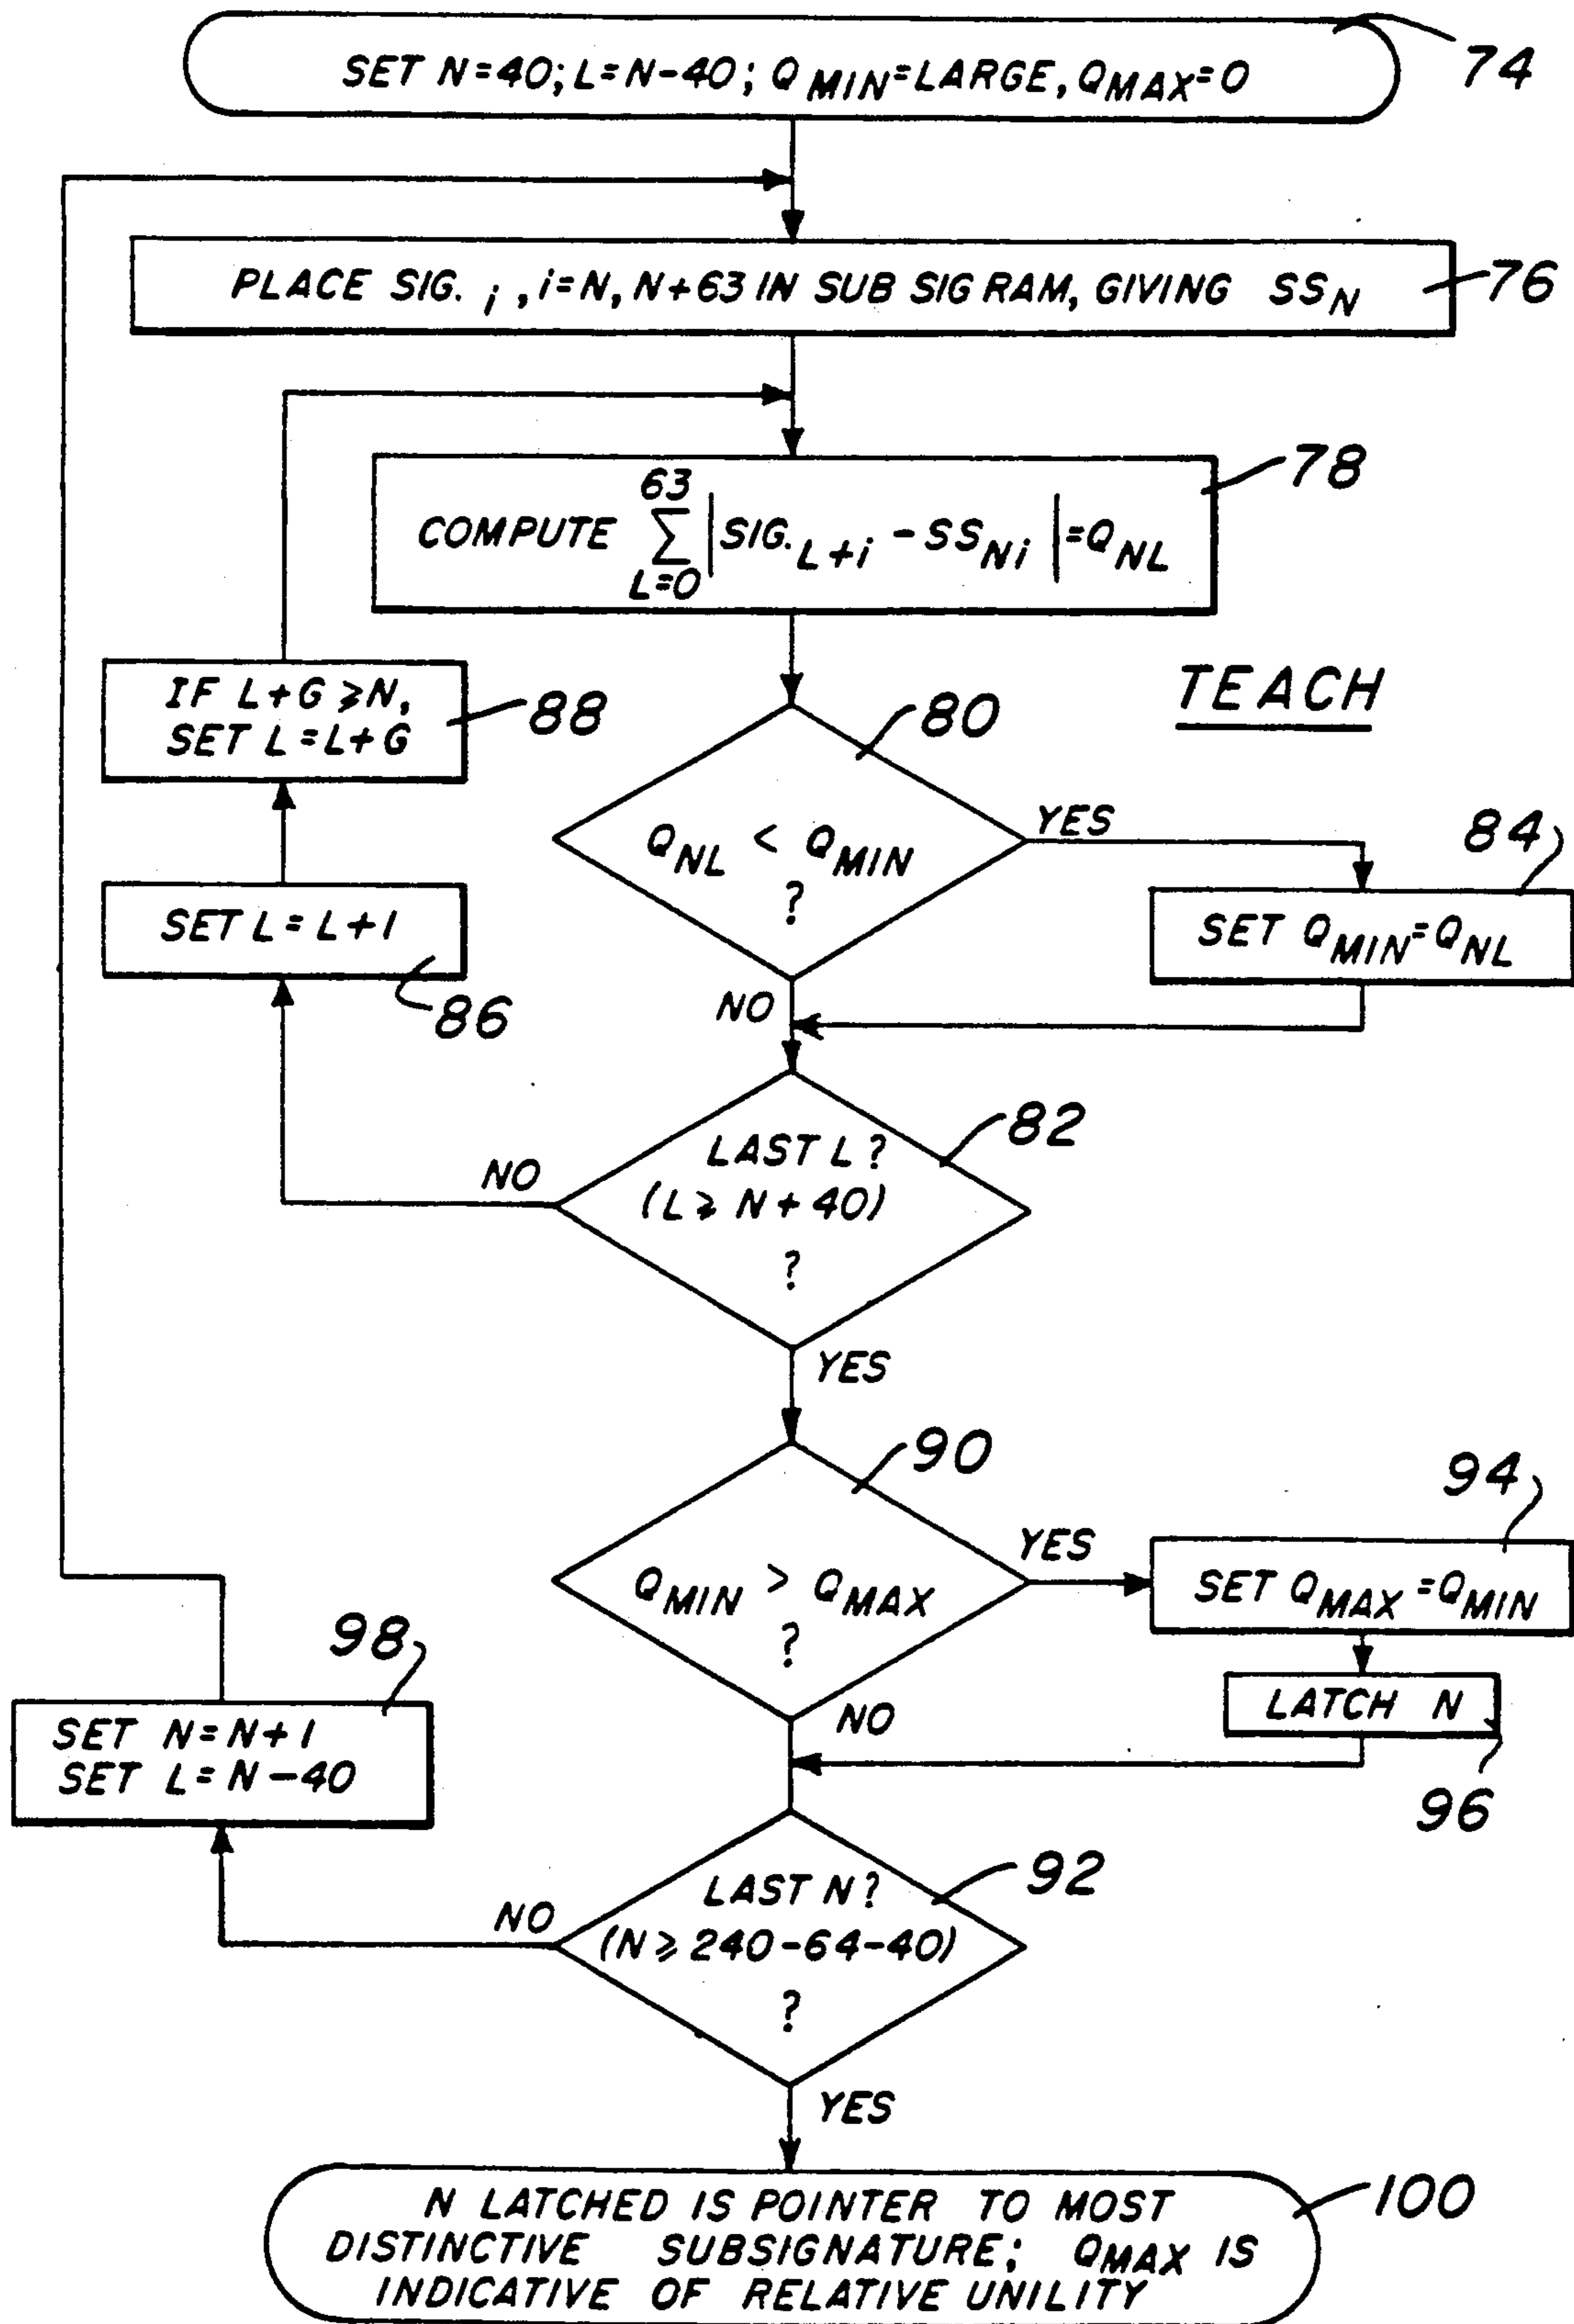 SET N=40; L=N-40; Q MIN=LARGE, QMAX=0
74
PLACE SIG. i, i=N, N+63 IN SUB SIG RAM, GIVING SSN
76
78
63
COMPUTE Σ |SIG.L+i - SSNi| =QNL
L=0
IF L+G ≥ N,
SET L=L+G
88
TEACH
80
QNL < QMIN
?
YES
84
SET QMIN=QNL
SET L=L+1
86
NO
82
LAST L?
(L ≥ N+40)
?
NO
YES
90
QMIN > QMAX
?
YES
94
SET QMAX=QMIN
LATCH N
96
NO
98
SET N=N+1
SET L=N-40
92
LAST N?
(N ≥ 240-64-40)
?
NO
YES
100
N LATCHED IS POINTER TO MOST
DISTINCTIVE SUBSIGNATURE; QMAX IS
INDICATIVE OF RELATIVE UNILITY